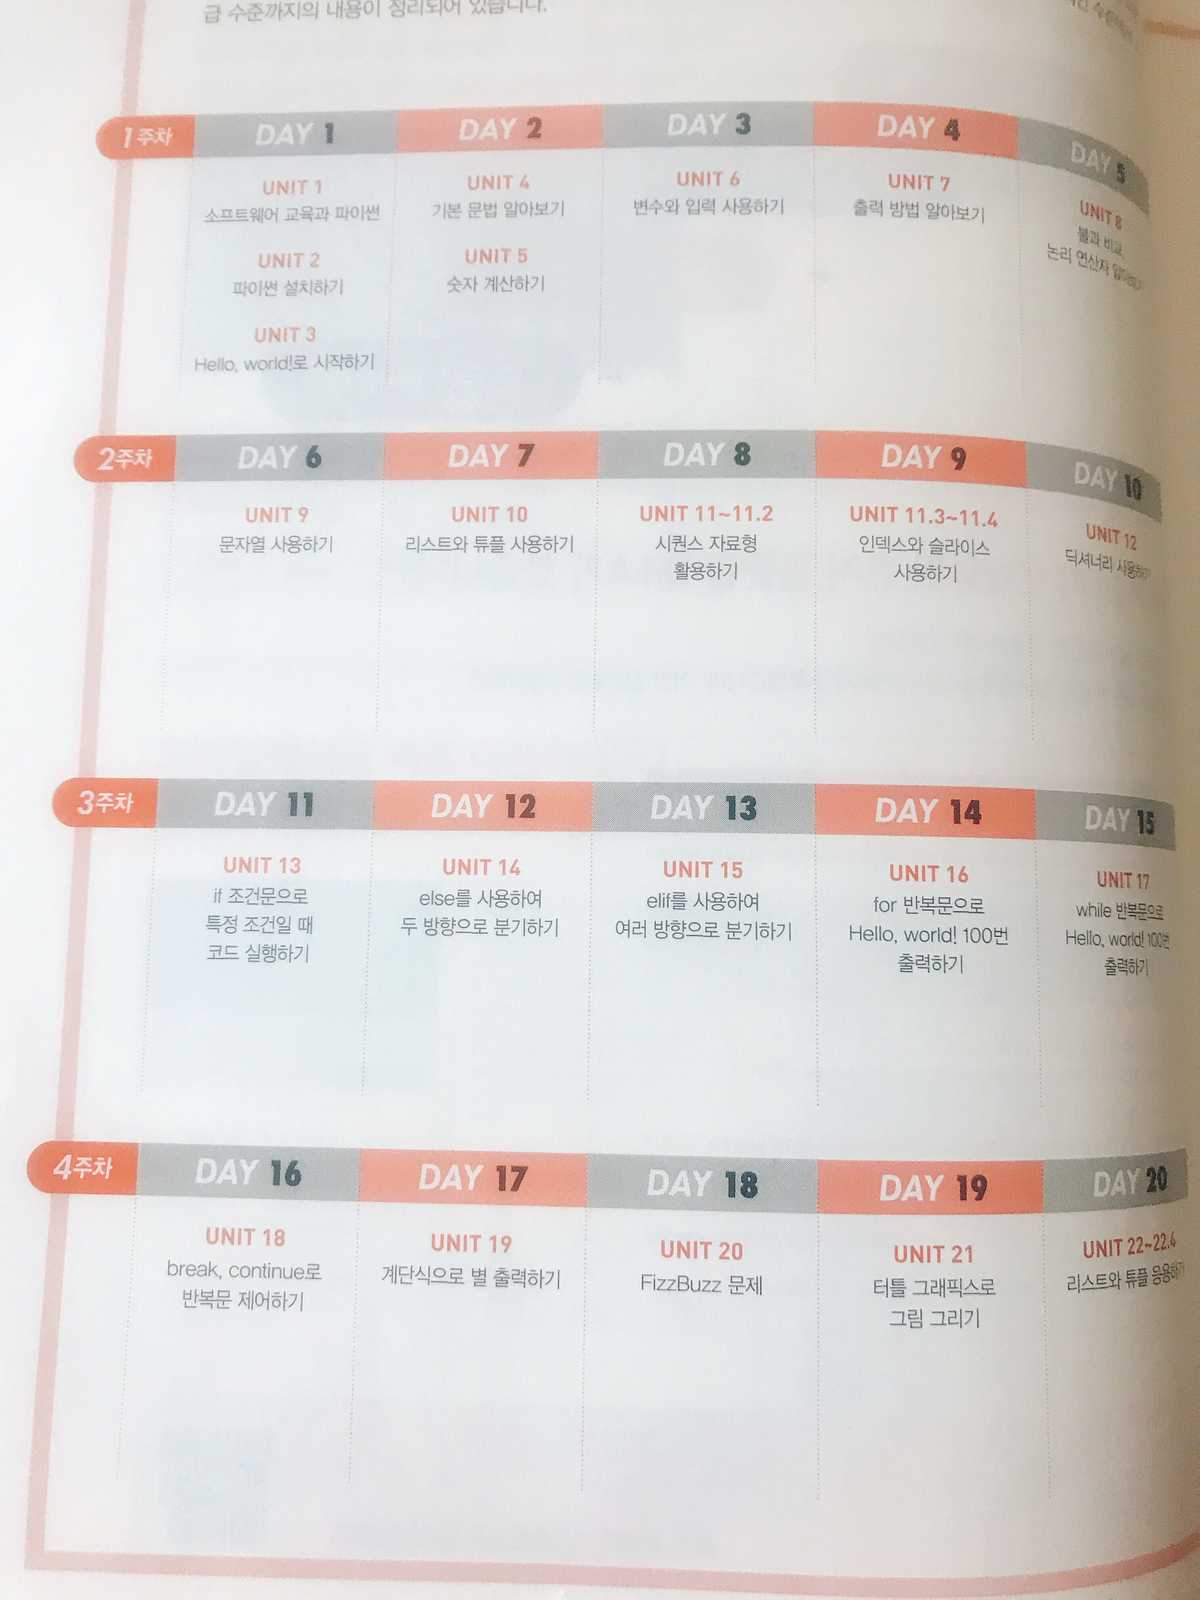 급 수준까지의 내용이 정리되어 있습니다.
1주차
DAY 1
DAY 2
DAY 3
DAY 4
DAY 5
UNIT 1
소프트웨어 교육과 파이썬
UNIT 2
파이썬 설치하기
UNIT 3
Hello, world!로 시작하기
UNIT 4
기본 문법 알아보기
UNIT 5
숫자 계산하기
UNIT 6
변수와 입력 사용하기
UNIT 7
출력 방법 알아보기
UNIT 8
불과 비교,
논리 연산자 알아보기
2주차
DAY 6
DAY 7
DAY 8
DAY 9
DAY 10
UNIT 9
문자열 사용하기
UNIT 10
리스트와 튜플 사용하기
UNIT 11~11.2
시퀀스 자료형
활용하기
UNIT 11.3~11.4
인덱스와 슬라이스
사용하기
UNIT 12
딕셔너리 사용하기
3주차
DAY 11
DAY 12
DAY 13
DAY 14
DAY 15
UNIT 13
if 조건문으로
특정 조건일 때
코드 실행하기
UNIT 14
else를 사용하여
두 방향으로 분기하기
UNIT 15
elif를 사용하여
여러 방향으로 분기하기
UNIT 16
for 반복문으로
Hello, world! 100번
출력하기
UNIT 17
while 반복문으로
Hello, world! 100번
출력하기
4주차
DAY 16
DAY 17
DAY 18
DAY 19
DAY 20
UNIT 18
break, continue로
반복문 제어하기
UNIT 19
계단식으로 별 출력하기
UNIT 20
FizzBuzz 문제
UNIT 21
터틀 그래픽스로
그림 그리기
UNIT 22~22.4
리스트와 튜플 응용하기